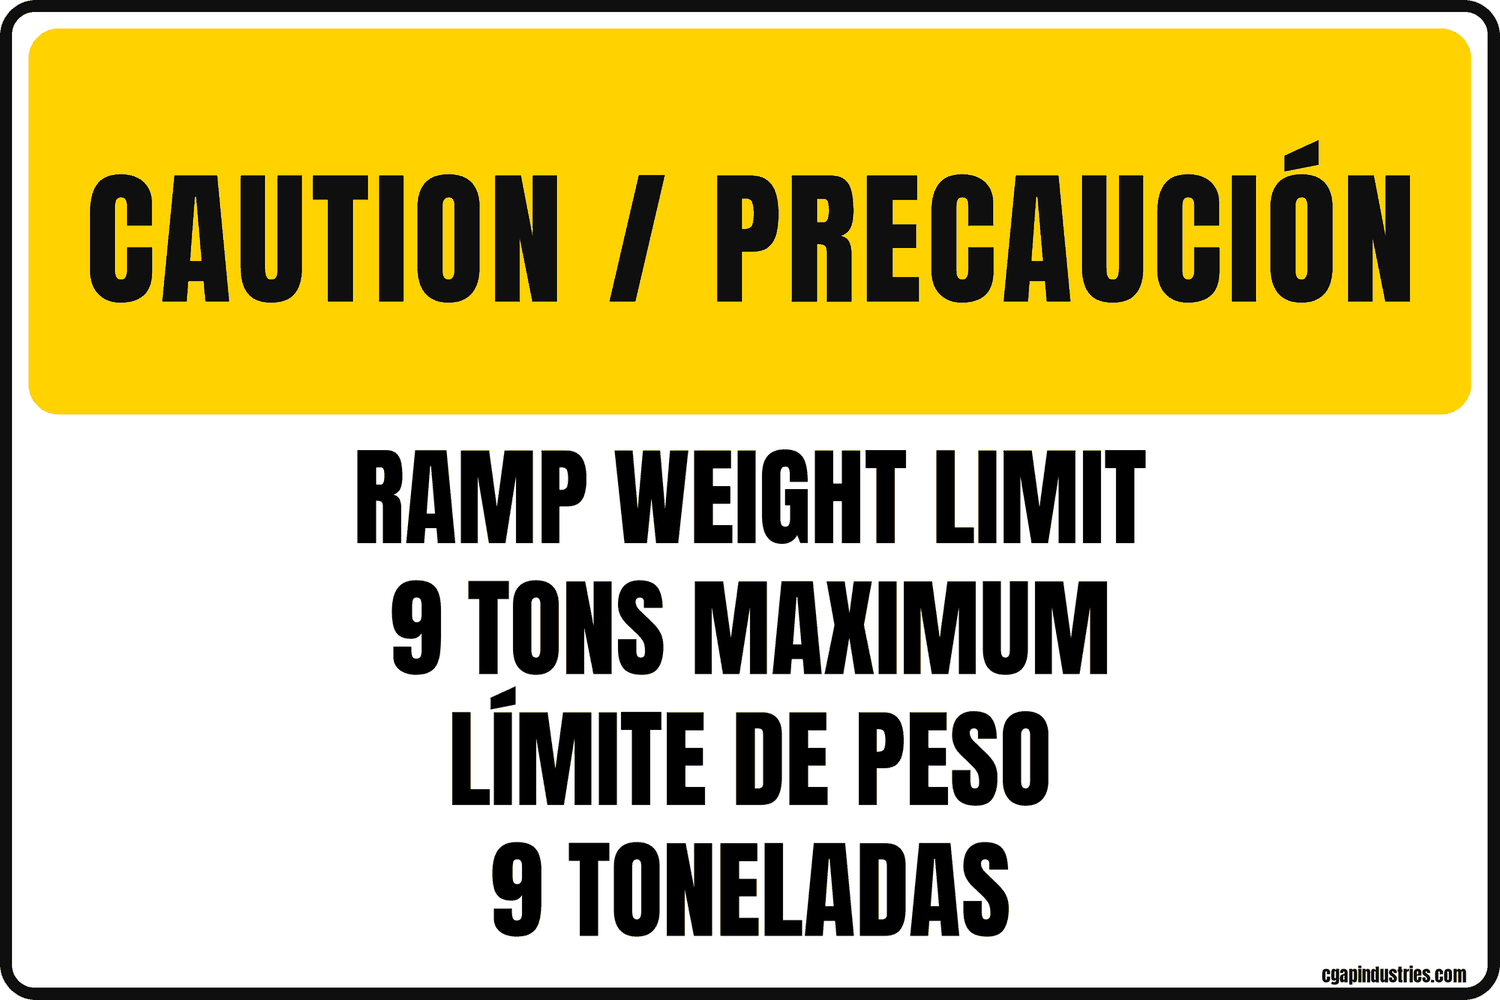 CAUTION / PRECAUCIÓN
RAMP WEIGHT LIMIT
9 TONS MAXIMUM
LÍMITE DE PESO
9 TONELADAS
cgapindustries.com